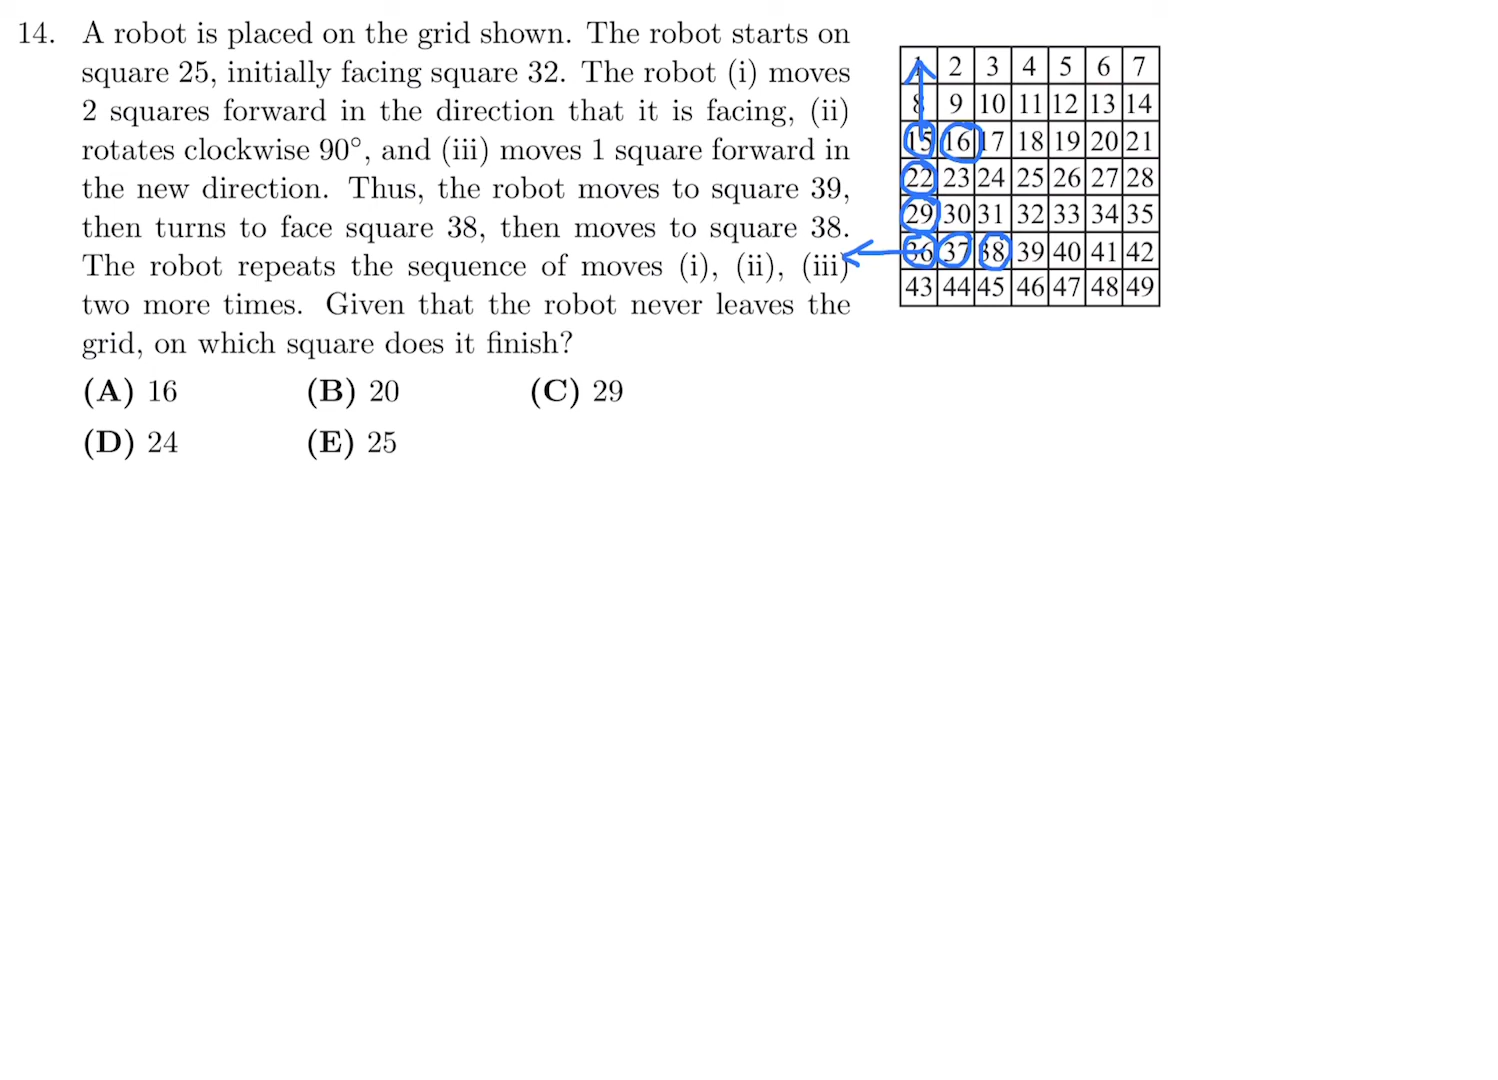 14. A robot is placed on the grid shown. The robot starts on
square 25, initially facing square 32. The robot (i) moves
2 squares forward in the direction that it is facing, (ii)
rotates clockwise 90°, and (iii) moves 1 square forward in
the new direction. Thus, the robot moves to square 39,
then turns to face square 38, then moves to square 38.
The robot repeats the sequence of moves (i), (ii), (iii)
two more times. Given that the robot never leaves the
grid, on which square does it finish?
(A) 16 (B) 20 (C) 29
(D) 24 (E) 25
1 2 3 4 5 6 7
8 9 10 11 12 13 14
15 16 17 18 19 20 21
22 23 24 25 26 27 28
29 30 31 32 33 34 35
36 37 38 39 40 41 42
43 44 45 46 47 48 49